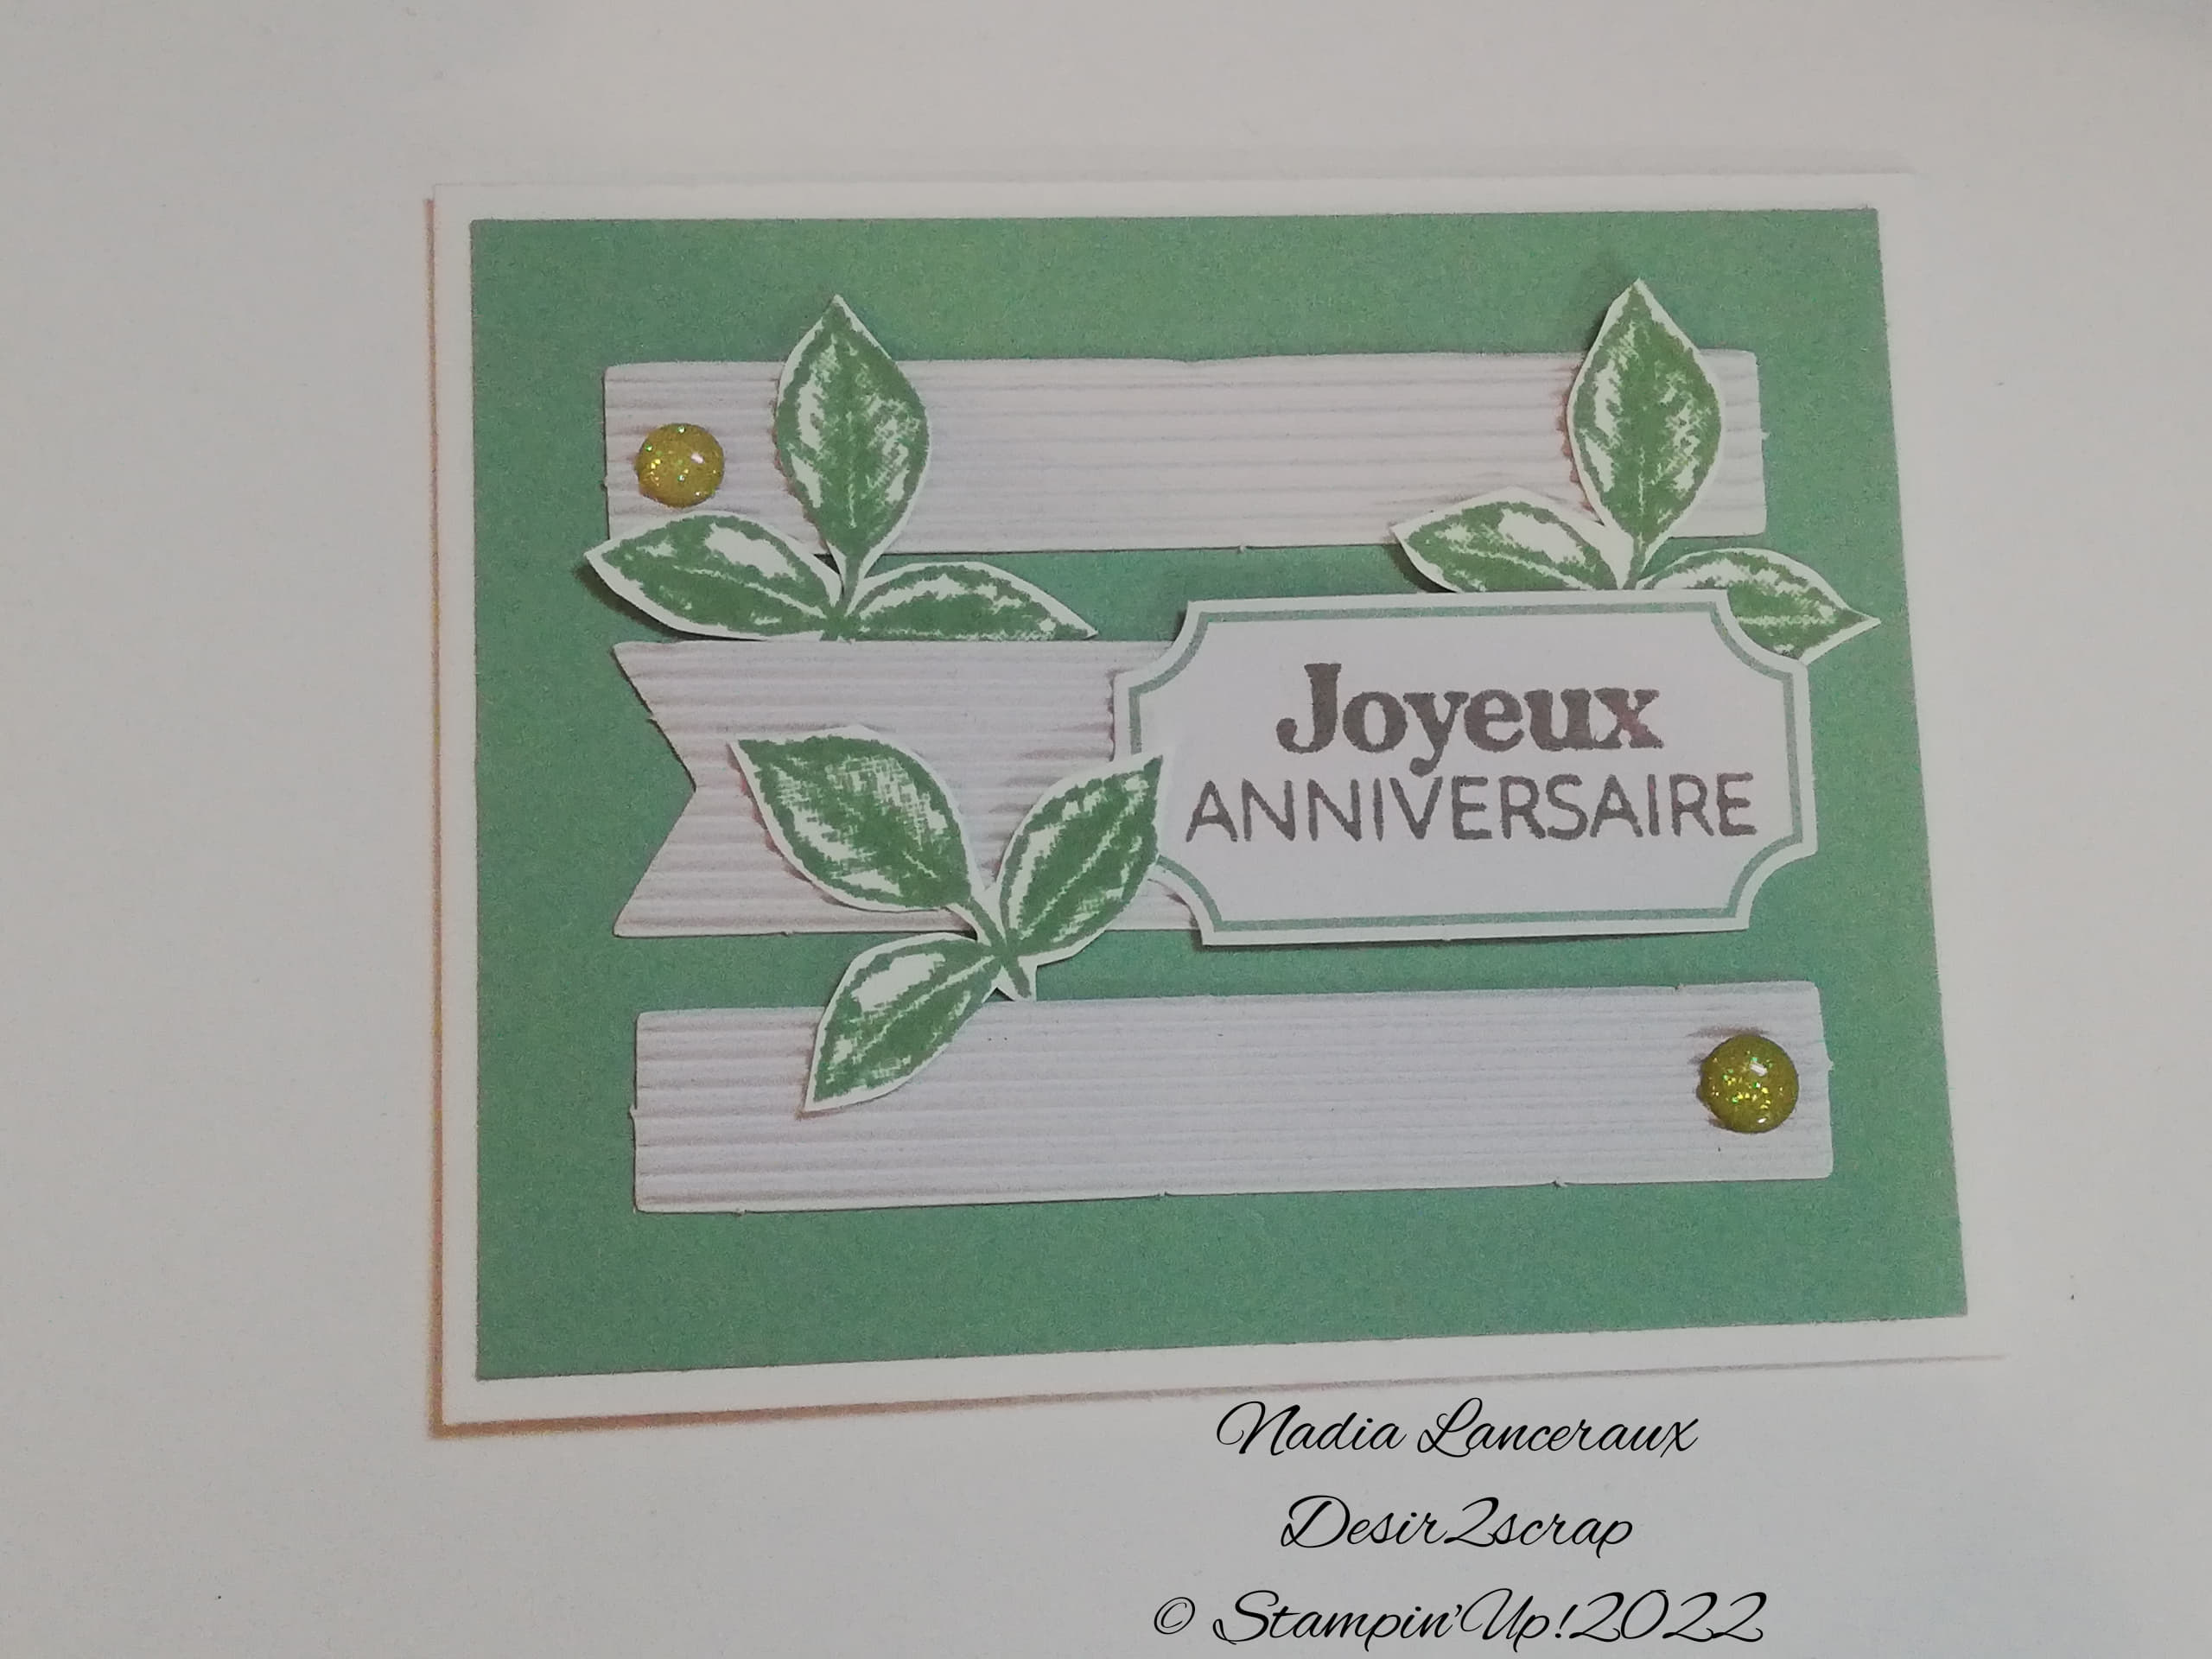 Joyeux
ANNIVERSAIRE
Nadia Lanceraux
Desir2scrap
© Stampin'Up!2022